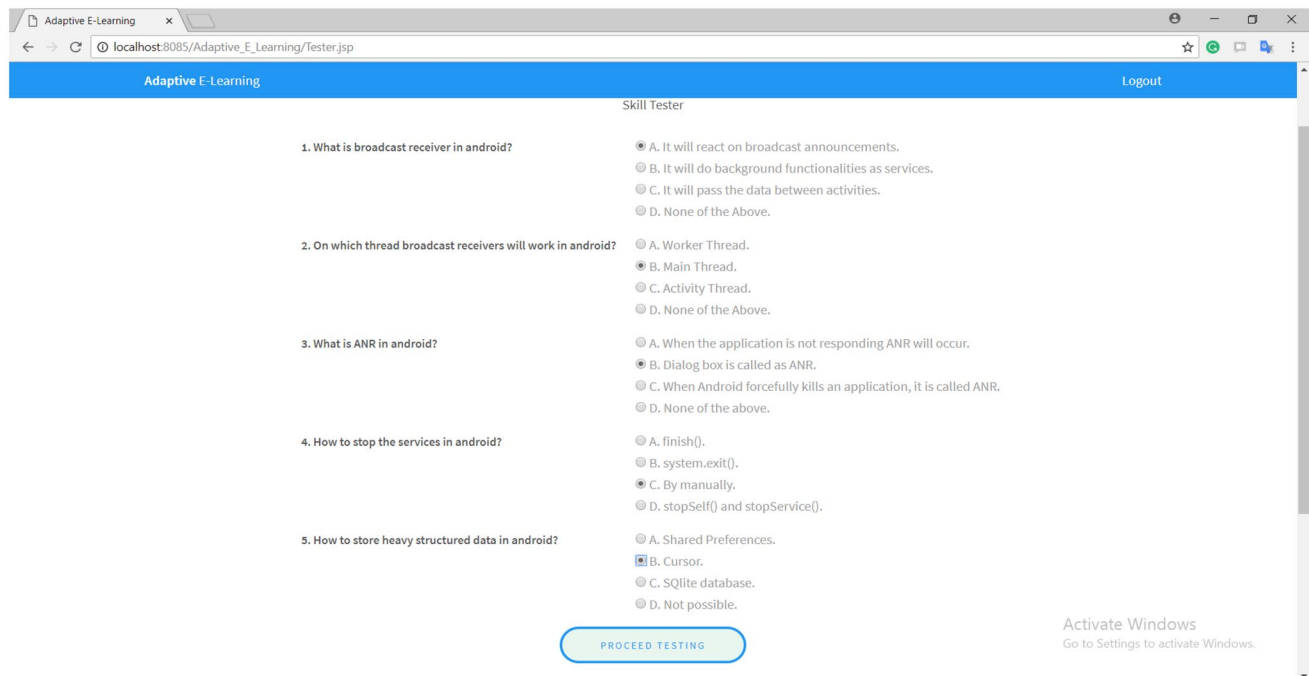 Adaptive E-Learning
localhost:8085/Adaptive_E_Learning/Tester.jsp
Adaptive E-Learning
Logout
Skill Tester
1. What is broadcast receiver in android?
A. It will react on broadcast announcements.
B. It will do background functionalities as services.
C. It will pass the data between activities.
D. None of the Above.
2. On which thread broadcast receivers will work in android?
A. Worker Thread.
B. Main Thread.
C. Activity Thread.
D. None of the Above.
3. What is ANR in android?
A. When the application is not responding ANR will occur.
B. Dialog box is called as ANR.
C. When Android forcefully kills an application, it is called ANR.
D. None of the above.
4. How to stop the services in android?
A. finish().
B. system.exit().
C. By manually.
D. stopSelf() and stopService().
5. How to store heavy structured data in android?
A. Shared Preferences.
B. Cursor.
C. SQlite database.
D. Not possible.
PROCEED TESTING
Activate Windows
Go to Settings to activate Windows.